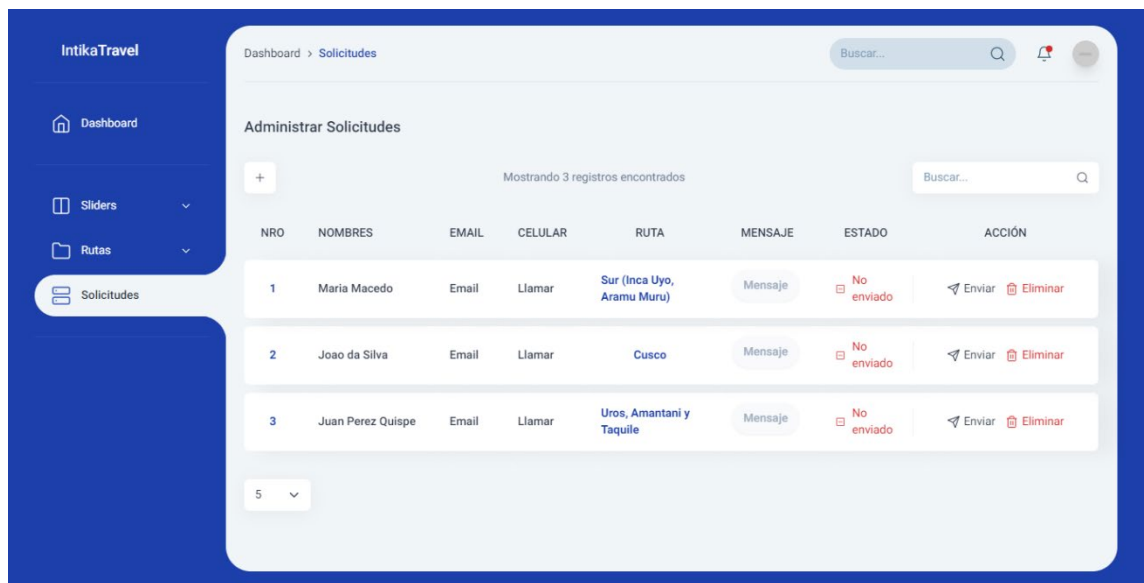 IntikaTravel
Dashboard > Solicitudes
Buscar...
Dashboard
Sliders
Rutas
Solicitudes
Administrar Solicitudes
+
Mostrando 3 registros encontrados
Buscar...
NRO NOMBRES EMAIL CELULAR RUTA MENSAJE ESTADO ACCIÓN
1 Maria Macedo Email Llamar Sur (Inca Uyo, Aramu Muru) Mensaje No enviado Enviar Eliminar
2 Joao da Silva Email Llamar Cusco Mensaje No enviado Enviar Eliminar
3 Juan Perez Quispe Email Llamar Uros, Amantani y Taquile Mensaje No enviado Enviar Eliminar
5